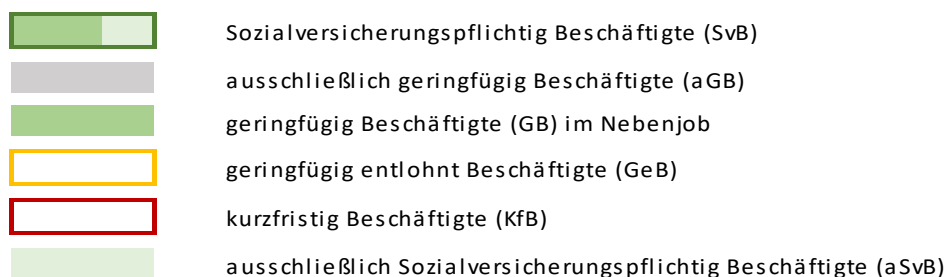 Sozialversicherungspflichtig Beschäftigte (SvB)
ausschließlich geringfügig Beschäftigte (aGB)
geringfügig Beschäftigte (GB) im Nebenjob
geringfügig entlohnt Beschäftigte (GeB)
kurzfristig Beschäftigte (KfB)
ausschließlich Sozialversicherungspflichtig Beschäftigte (aSvB)